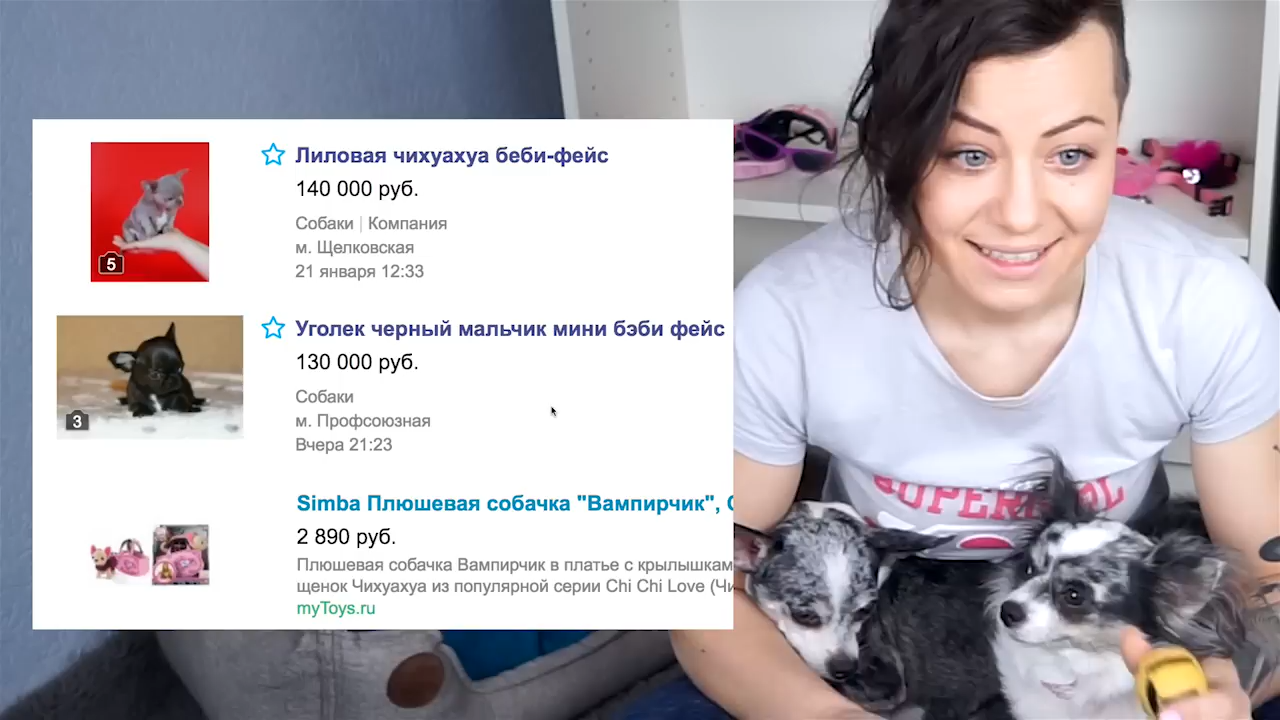 Лиловая чихуахуа беби-фейс
140 000 руб.
Собаки | Компания
м. Щелковская
21 января 12:33
5
Уголек черный мальчик мини бэби фейс
130 000 руб.
Собаки
м. Профсоюзная
Вчера 21:23
3
Simba Плюшевая собачка "Вампирчик",
2 890 руб.
Плюшевая собачка Вампирчик в платье с крылышкам
щенок Чихуахуа из популярной серии Chi Chi Love (Чи
myToys.ru